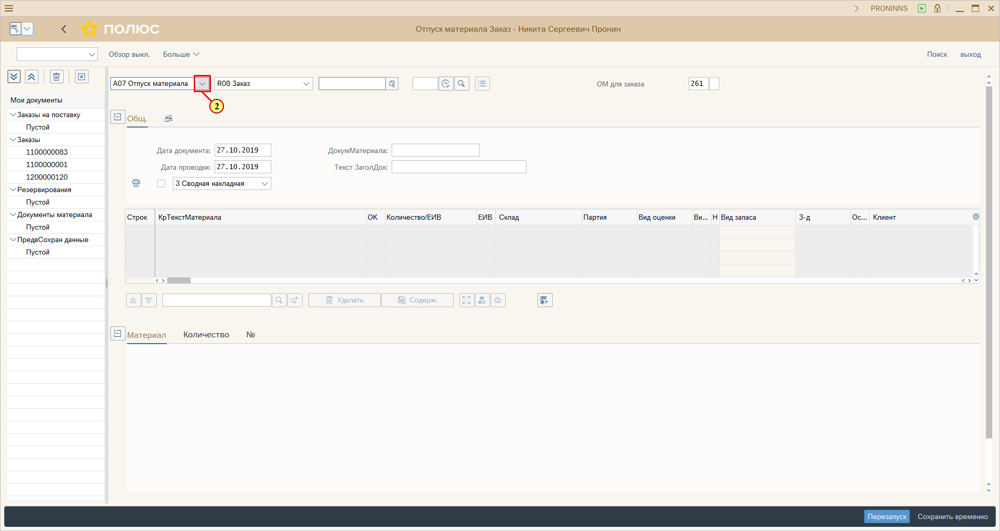 PRONINNS
ПОЛЮС
Отпуск материала Заказ - Никита Сергеевич Пронин
Обзор выкл.
Больше
Поиск
выход
A07 Отпуск материала
R08 Заказ
ОМ для заказа
261
2
Мои документы
Заказы на поставку
Пустой
Заказы
1100000083
1100000001
1200000120
Резервирования
Пустой
Документы материала
Пустой
ПредвСохран данные
Пустой
Общ.
Дата документа: 27.10.2019
ДокумМатериала:
Дата проводки: 27.10.2019
Текст ЗаголДок:
3 Сводная накладная
Строк КрТекстМатериала OK Количество/ЕИВ ЕИВ Склад Партия Вид оценки Ви... Н Вид запаса З-д Ос... Клиент
Удалить
Содерж.
Материал
Количество
№
Перезапуск
Сохранить временно